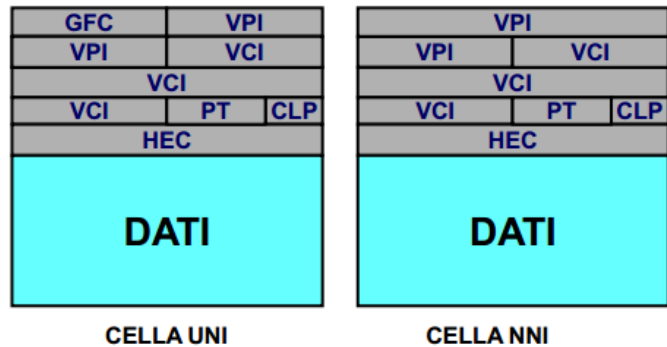 GFC VPI
VPI VCI
VCI
VCI PT CLP
HEC
DATI
CELLA UNI
VPI
VPI VCI
VCI
VCI PT CLP
HEC
DATI
CELLA NNI